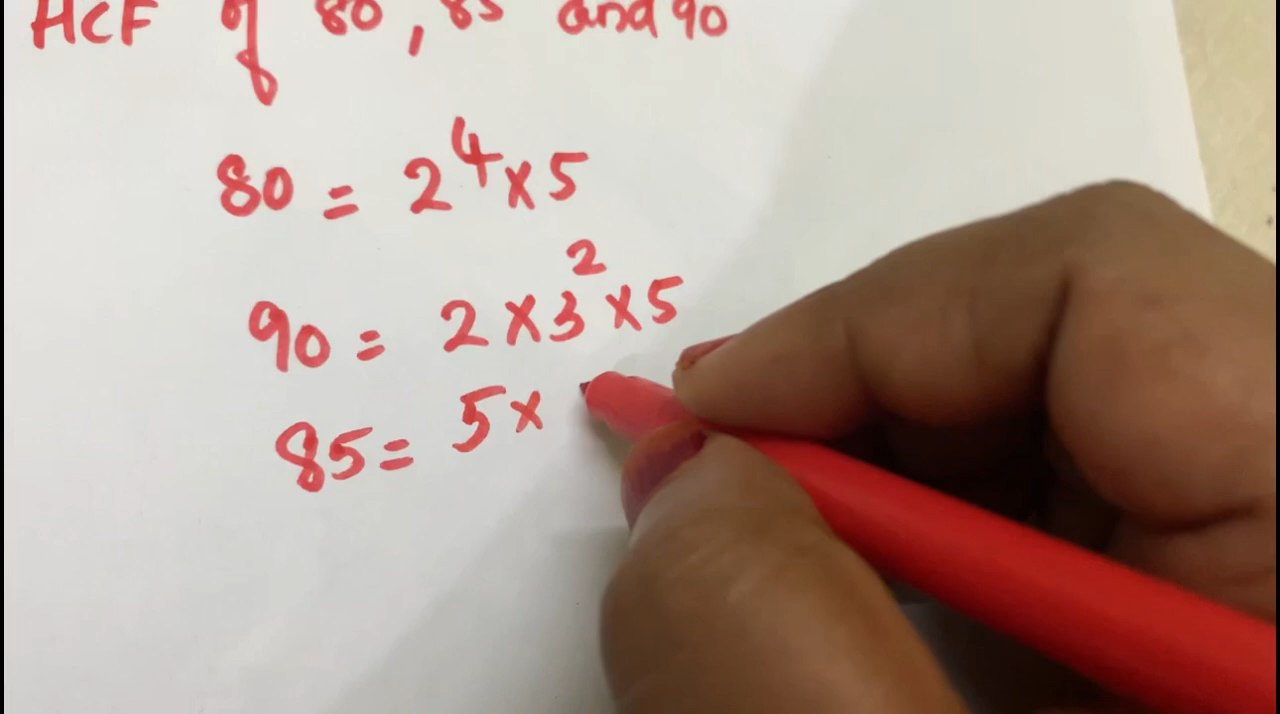 HCF of 80, 85 and 90
80 = 2⁴ x 5
90 = 2 x 3² x 5
85 = 5 x